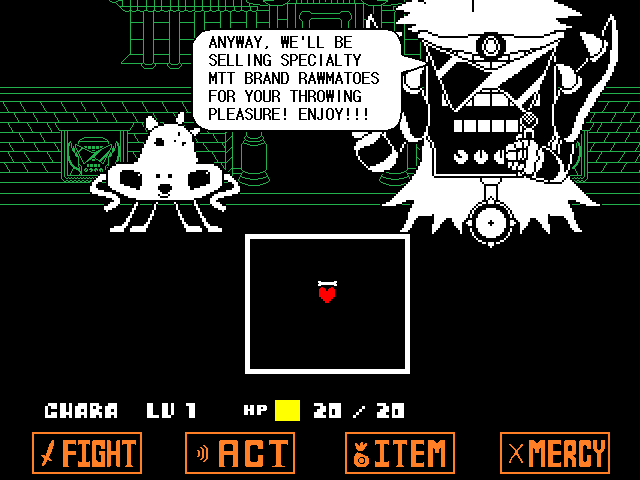 ANYWAY, WE'LL BE
SELLING SPECIALTY
MTT BRAND RAWMATOES
FOR YOUR THROWING
PLEASURE! ENJOY!!!
CHARA LV 1 HP 20 / 20
FIGHT ACT ITEM MERCY